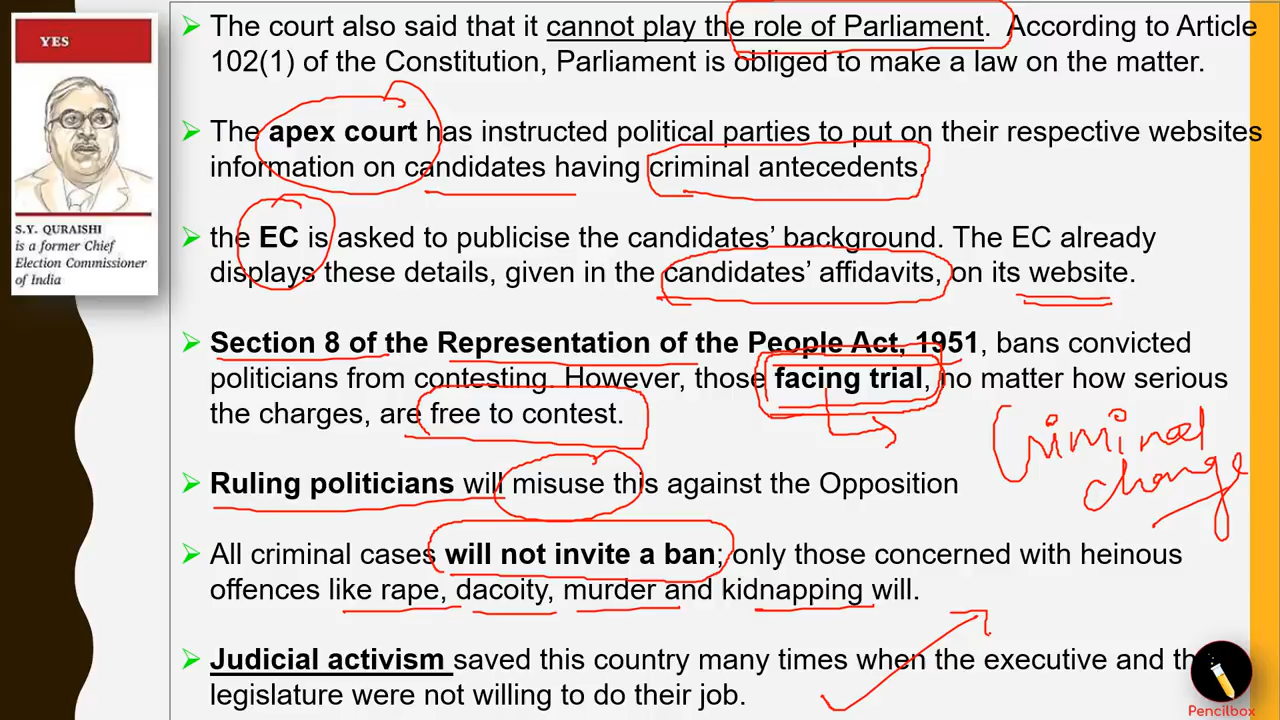 YES
S.Y. QURAISHI
is a former Chief
Election Commissioner
of India
The court also said that it cannot play the role of Parliament. According to Article
102(1) of the Constitution, Parliament is obliged to make a law on the matter.
The apex court has instructed political parties to put on their respective websites
information on candidates having criminal antecedents.
the EC is asked to publicise the candidates’ background. The EC already
displays these details, given in the candidates’ affidavits, on its website.
Section 8 of the Representation of the People Act, 1951, bans convicted
politicians from contesting. However, those facing trial, no matter how serious
the charges, are free to contest.
Criminal
change
Ruling politicians will misuse this against the Opposition
All criminal cases will not invite a ban; only those concerned with heinous
offences like rape, dacoity, murder and kidnapping will.
Judicial activism saved this country many times when the executive and th
legislature were not willing to do their job.
Pencilbox